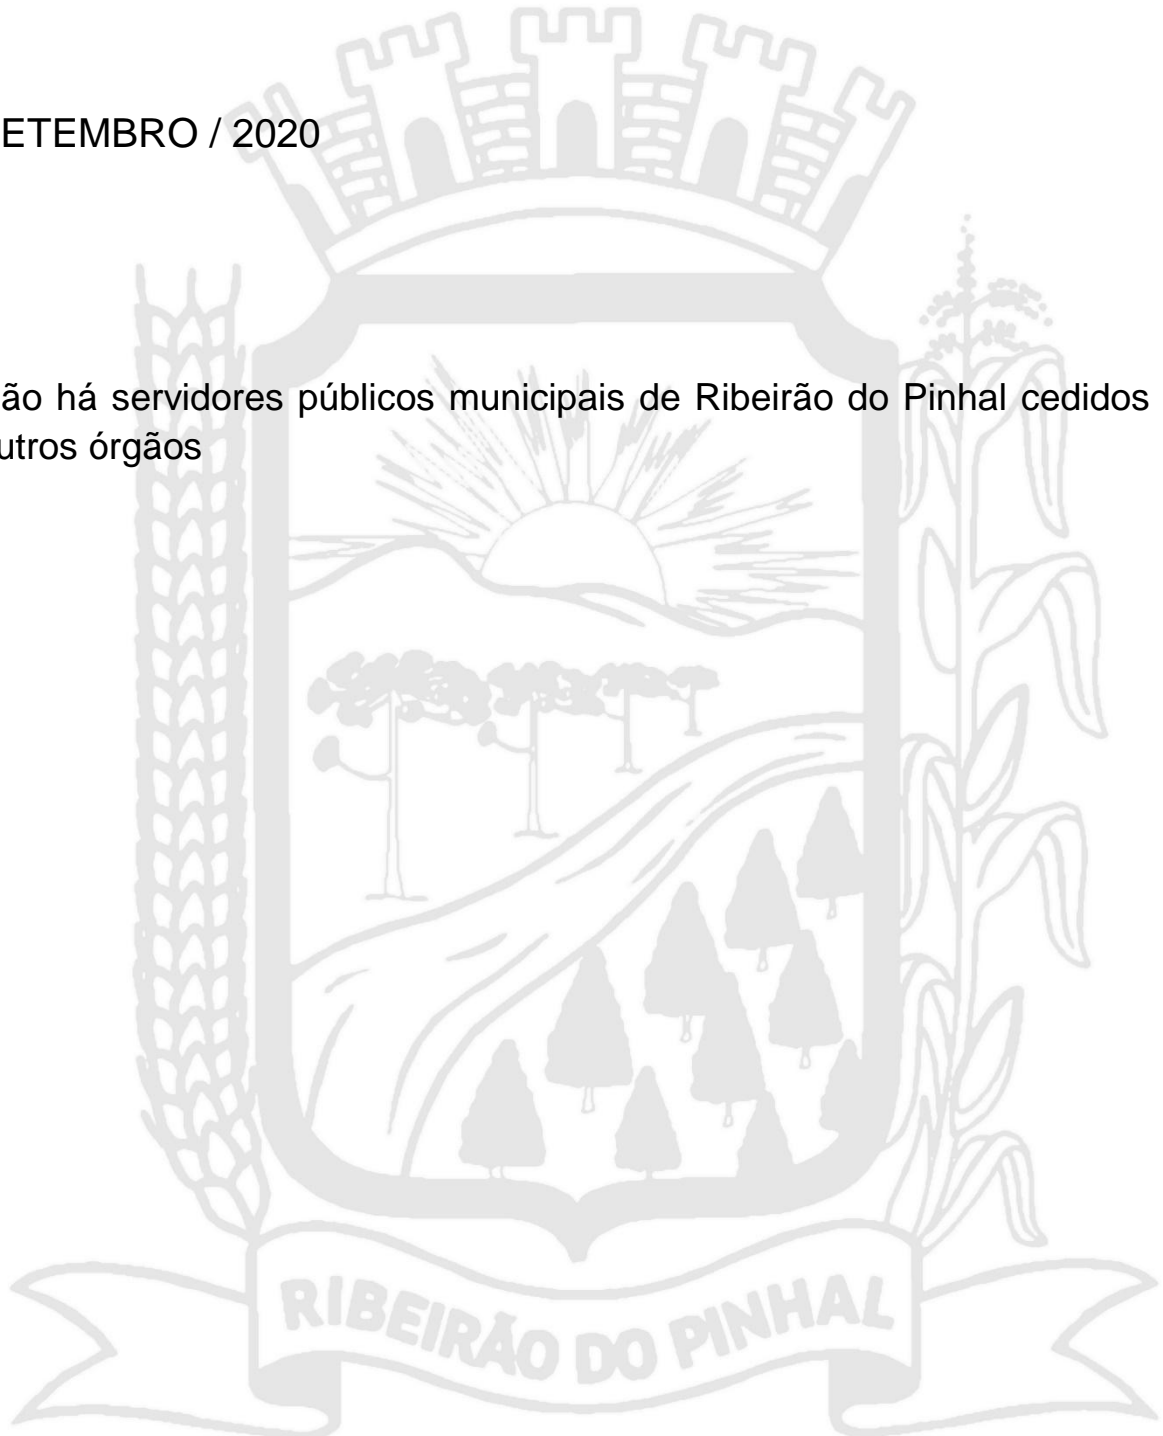 ETEMBRO / 2020
ão há servidores públicos municipais de Ribeirão do Pinhal cedidos
utros órgãos
RIBEIRÃO DO PINHAL